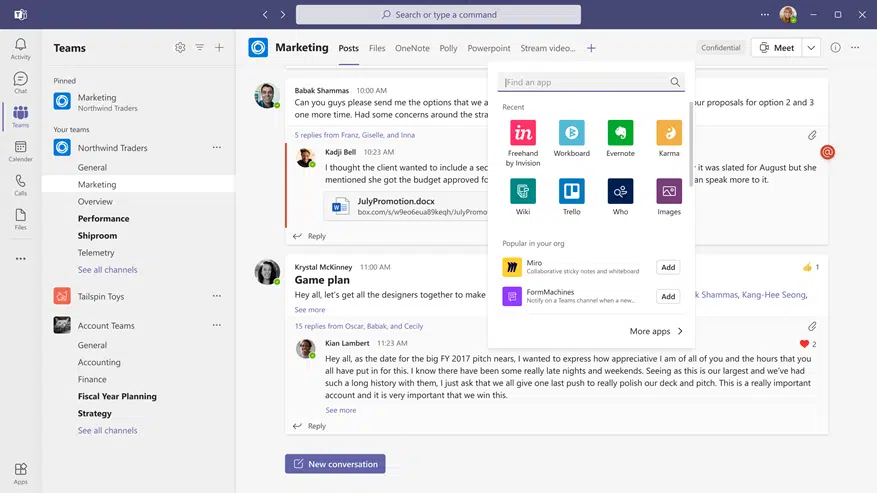 Search or type a command
Activity
Chat
Teams
Calendar
Calls
Files
Apps
Teams
Pinned
Marketing
Northwind Traders
Your teams
Northwind Traders
General
Marketing
Overview
Performance
Shiproom
Telemetry
See all channels
Tailspin Toys
Account Teams
General
Accounting
Finance
Fiscal Year Planning
Strategy
See all channels
Marketing Posts Files OneNote Polly Powerpoint Stream video...
Confidential Meet
Babak Shammas 10:00 AM
Can you guys please send me the options that we a
our proposals for option 2 and 3
one more time. Had some concerns around the stra
5 replies from Franz, Giselle, and Inna
Kadji Bell 10:23 AM
I thought the client wanted to include a sec
r it was slated for August but she
mentioned she got the budget approved fo
an speak more to it.
JulyPromotion.docx
box.com/s/w9eo6eua89keqh/JulyPromot
Reply
Krystal McKinney 11:00 AM
1
Game plan
Hey all, let's get all the designers together to make
k Shammas, Kang-Hee Seong,
See more
15 replies from Oscar, Babak, and Cecily
Kian Lambert 11:23 AM
2
Hey all, as the date for the big FY 2017 pitch nears, I wanted to express how appreciative I am of all of you and the hours that you
all have put in for this. I know there have been some really late nights and weekends. Seeing as this is our largest and we've had
such a long history with them, I just ask that we all give one last push to really polish our deck and pitch. This is a really important
account and it is very important that we win this.
See more
Reply
New conversation
Find an app
Recent
in
Freehand
by Invision
Workboard
Evernote
Karma
Wiki
Trello
Who
Images
Popular in your org
Miro
Collaborative sticky notes and whiteboard
Add
FormMachines
Notify on a Teams channel when a new...
Add
More apps